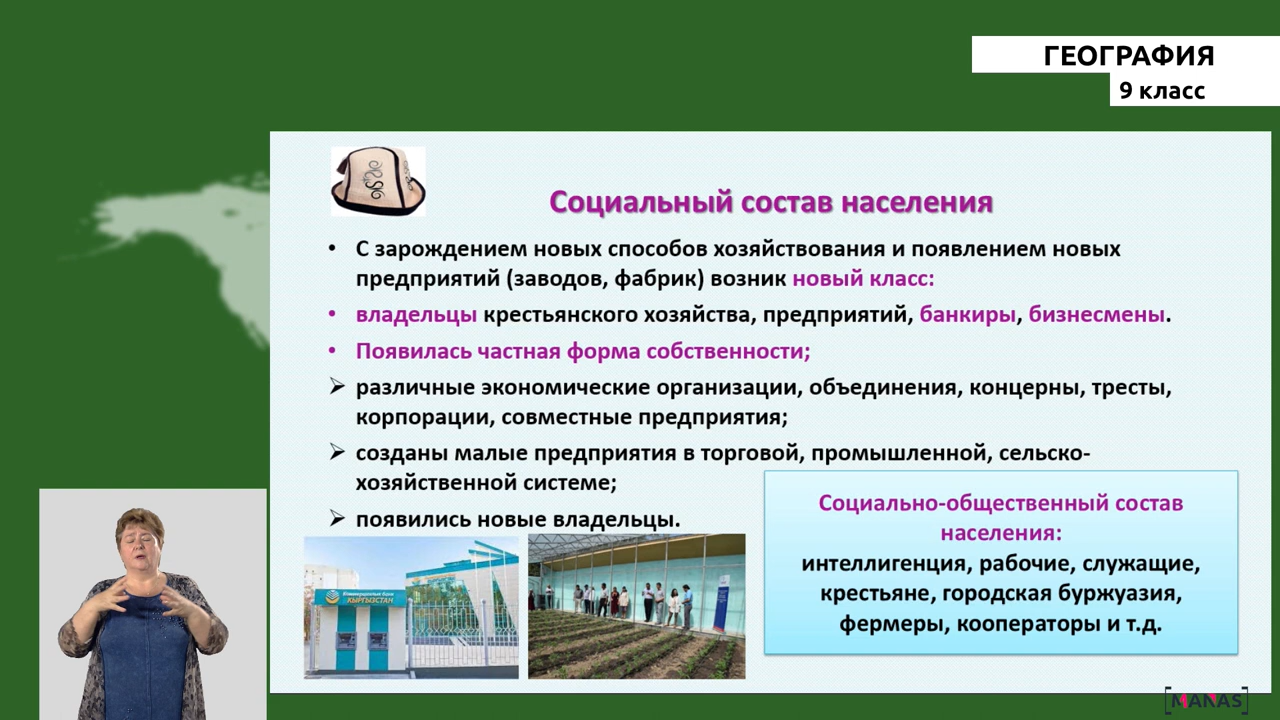 ГЕОГРАФИЯ
9 класс
Социальный состав населения
• С зарождением новых способов хозяйствования и появлением новых
предприятий (заводов, фабрик) возник новый класс:
• владельцы крестьянского хозяйства, предприятий, банкиры, бизнесмены.
• Появилась частная форма собственности;
➢ различные экономические организации, объединения, концерны, тресты,
корпорации, совместные предприятия;
➢ созданы малые предприятия в торговой, промышленной, сельско-
хозяйственной системе;
➢ появились новые владельцы.
Социально-общественный состав
населения:
интеллигенция, рабочие, служащие,
крестьяне, городская буржуазия,
фермеры, кооператоры и т.д.
Коммерциялык банк
КЫРГЫЗСТАН
[MANAS]